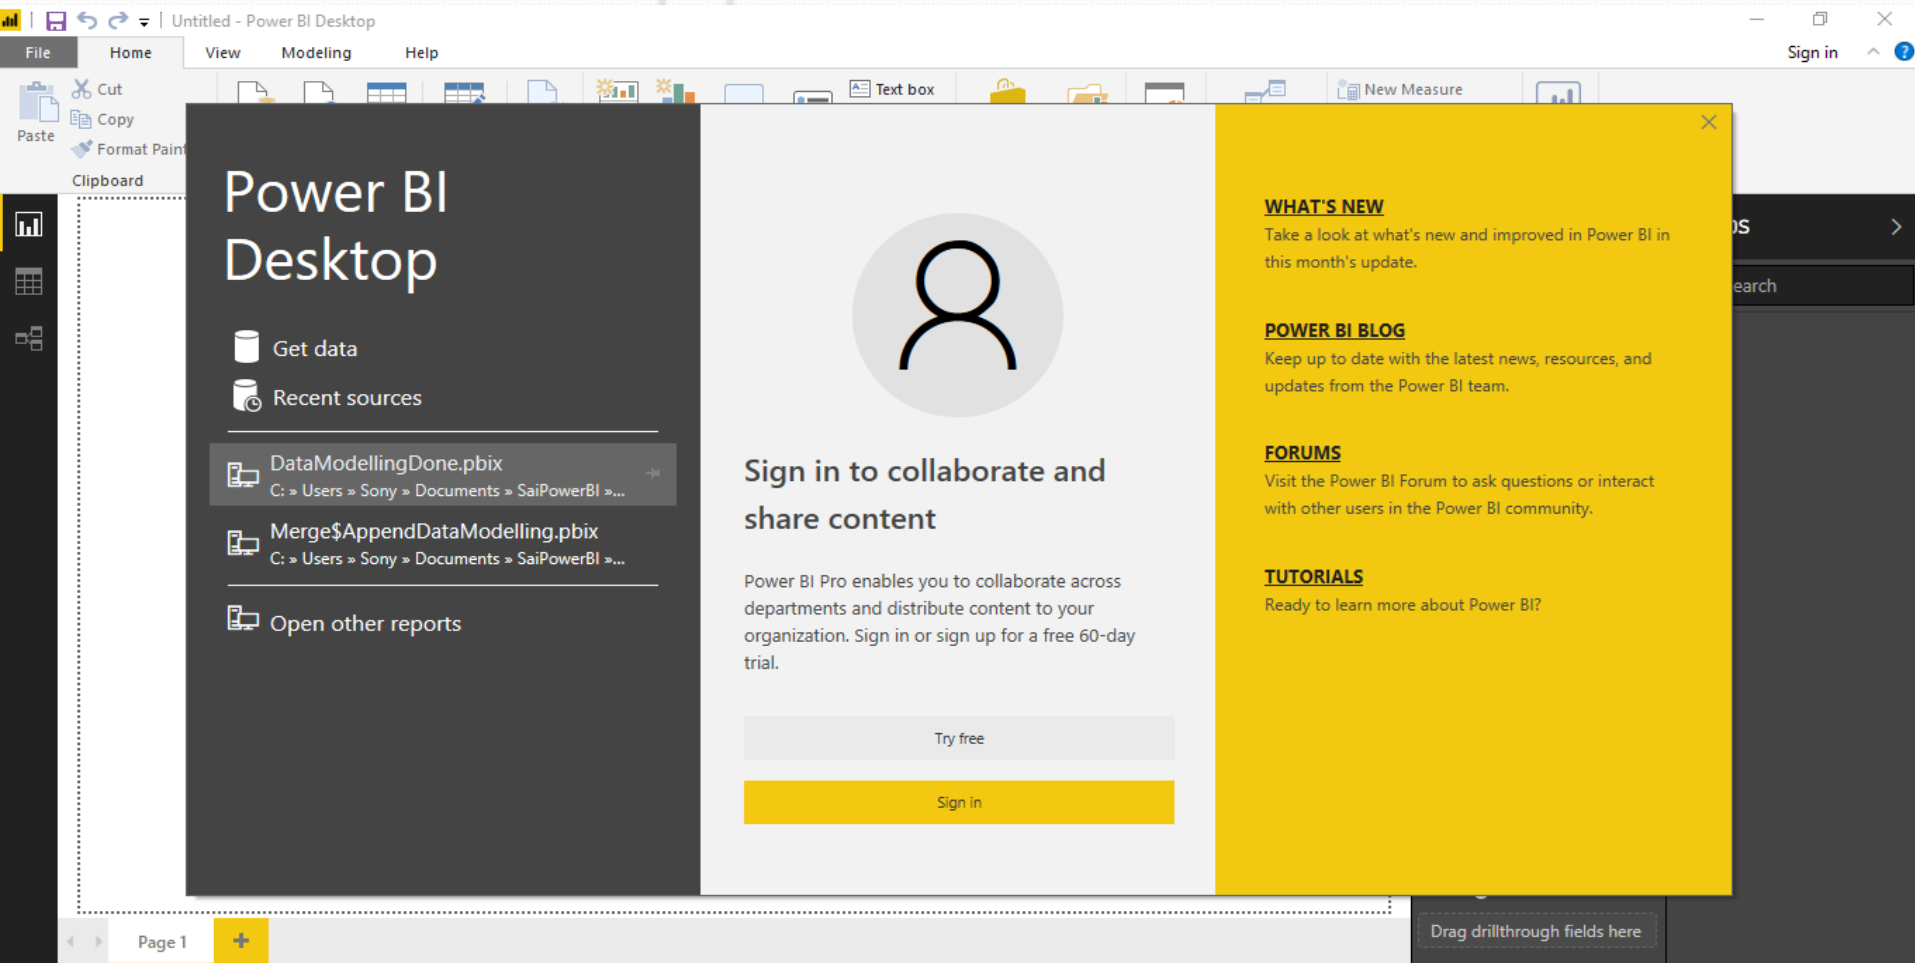 Untitled - Power BI Desktop
File Home View Modeling Help Sign in
Cut
Copy
Paste
Format Paint
Clipboard
Text box
New Measure
Power BI
Desktop
Get data
Recent sources
DataModellingDone.pbix
C: » Users » Sony » Documents » SaiPowerBI »...
Merge$AppendDataModelling.pbix
C: » Users » Sony » Documents » SaiPowerBI »...
Open other reports
Sign in to collaborate and
share content
Power BI Pro enables you to collaborate across
departments and distribute content to your
organization. Sign in or sign up for a free 60-day
trial.
Try free
Sign in
WHAT'S NEW
Take a look at what's new and improved in Power BI in
this month's update.
POWER BI BLOG
Keep up to date with the latest news, resources, and
updates from the Power BI team.
FORUMS
Visit the Power BI Forum to ask questions or interact
with other users in the Power BI community.
TUTORIALS
Ready to learn more about Power BI?
earch
Page 1
Drag drillthrough fields here